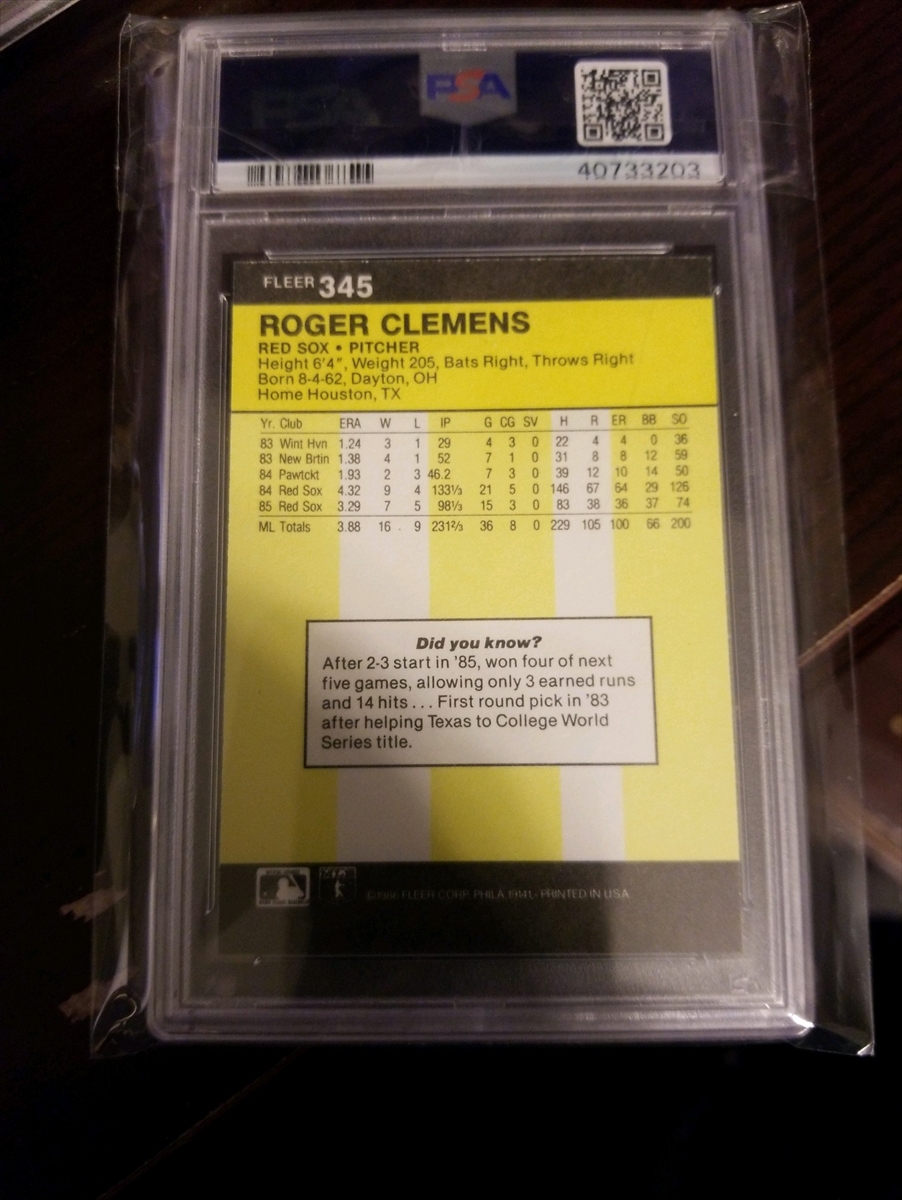 PSA
PSA
40733203
FLEER 345
ROGER CLEMENS
RED SOX • PITCHER
Height 6'4", Weight 205, Bats Right, Throws Right
Born 8-4-62, Dayton, OH
Home Houston, TX
Yr. Club ERA W L IP G CG SV H R ER BB SO
83 Wint Hvn 1.24 3 1 29 4 3 0 22 4 4 0 36
83 New Brtin 1.38 4 1 52 7 1 0 31 8 8 12 59
84 Pawtckt 1.93 2 3 46.2 7 3 0 39 12 10 14 50
84 Red Sox 4.32 9 4 133⅓ 21 5 0 146 67 64 29 126
85 Red Sox 3.29 7 5 98⅓ 15 3 0 83 38 36 37 74
ML Totals 3.88 16 9 231⅔ 36 8 0 229 105 100 66 200
Did you know?
After 2-3 start in '85, won four of next
five games, allowing only 3 earned runs
and 14 hits . . . First round pick in '83
after helping Texas to College World
Series title.
©1986 FLEER CORP. PHILA. 19141 - PRINTED IN U.S.A.